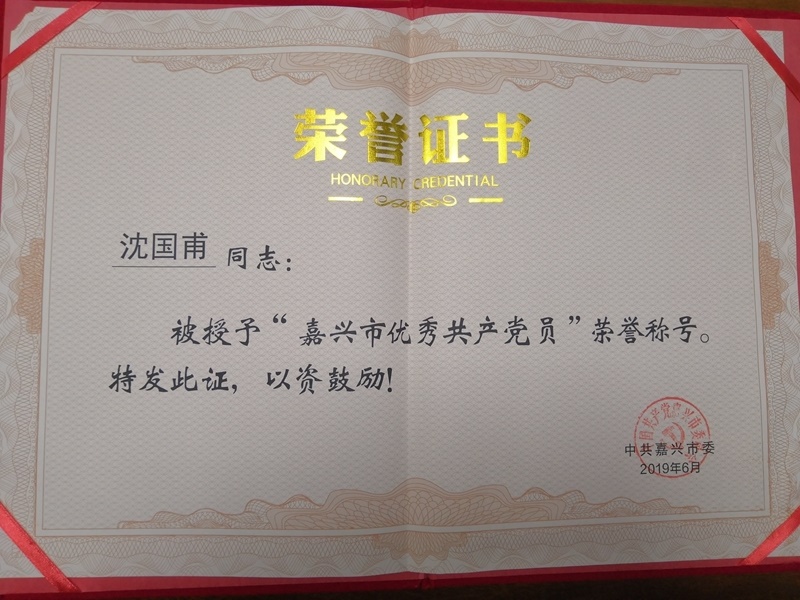 荣誉证书
HONORARY CREDENTIAL
沈国甫 同志：
被授予“嘉兴市优秀共产党员”荣誉称号。
特发此证，以资鼓励！
中共嘉兴市委
2019年6月